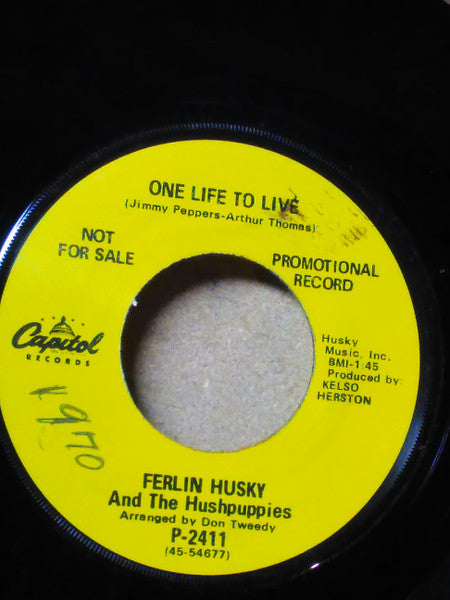 ONE LIFE TO LIVE
(Jimmy Peppers-Arthur Thomas)
NOT
FOR SALE
PROMOTIONAL
RECORD
Capitol
RECORDS
Husky
Music, Inc.
BMI-1:45
Produced by:
KELSO
HERSTON
FERLIN HUSKY
And The Hushpuppies
Arranged by Don Tweedy
P-2411
(45-54677)